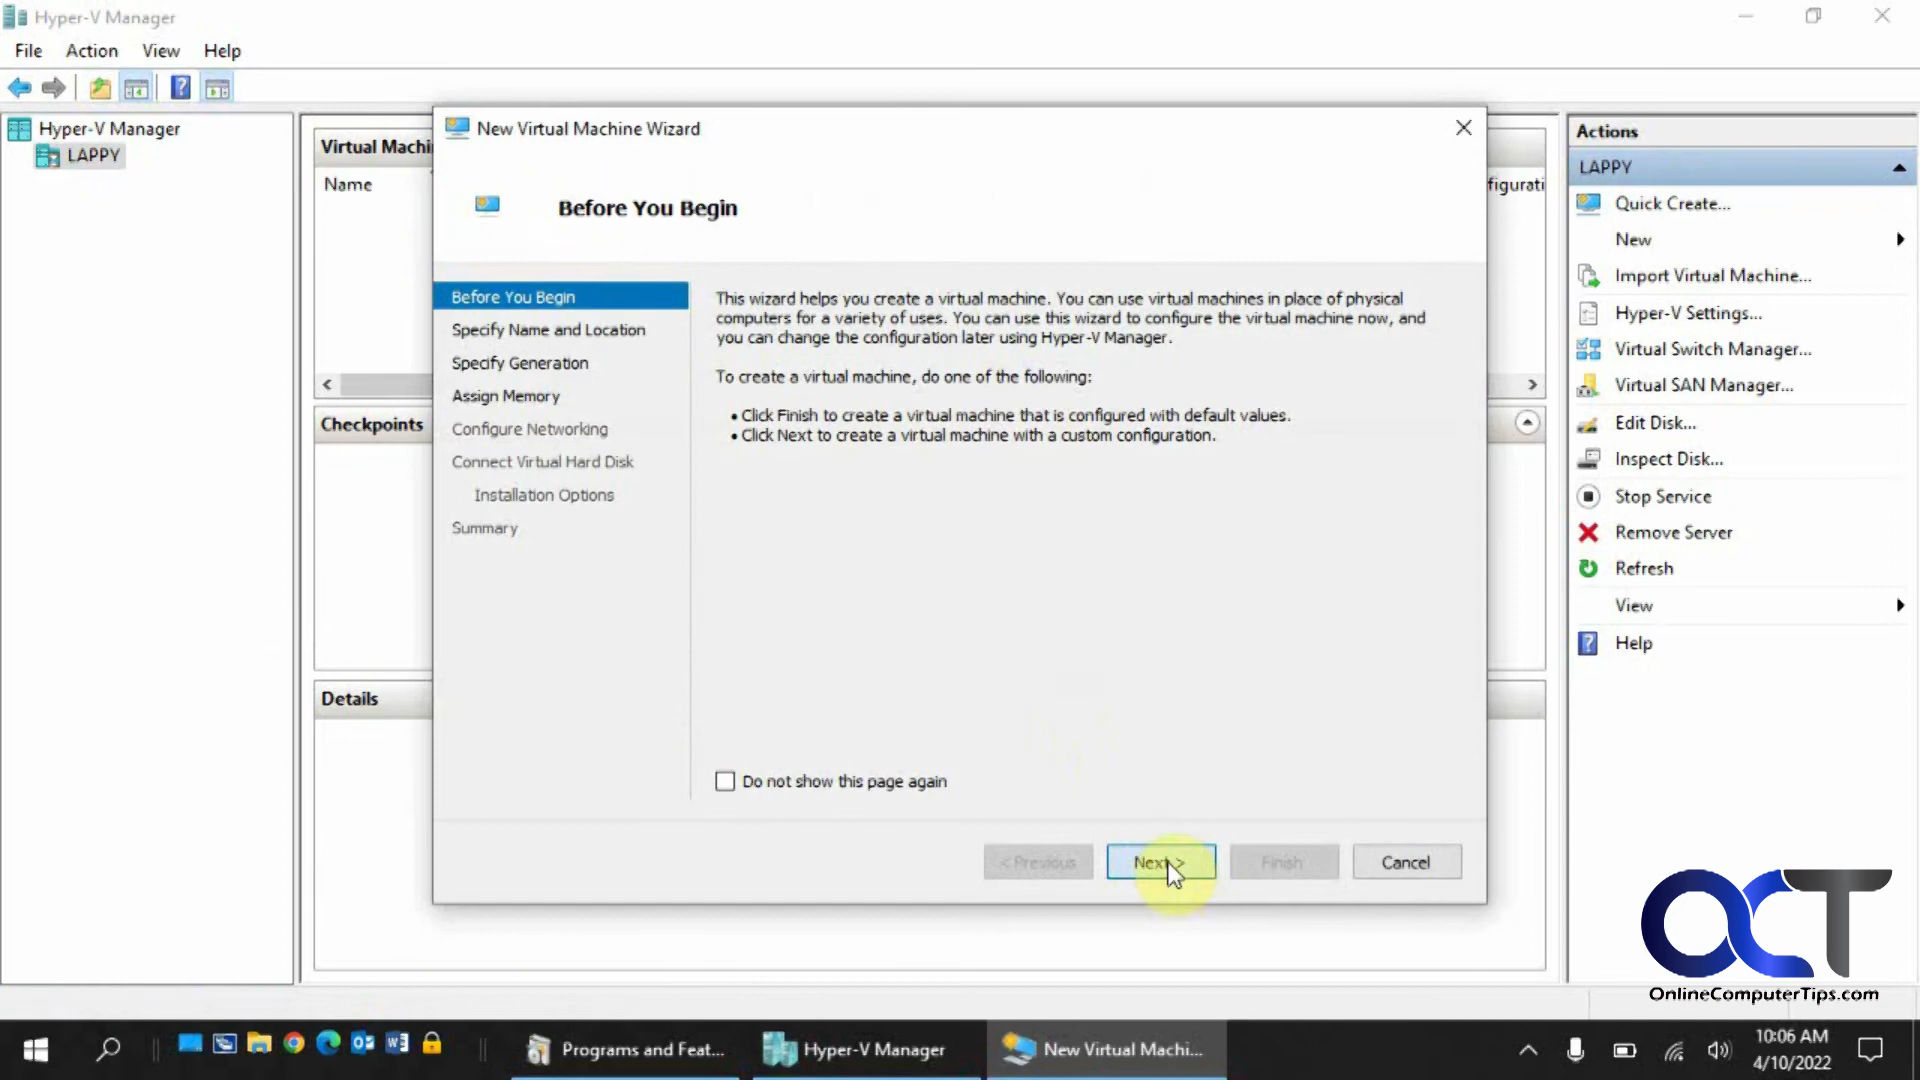 Hyper-V Manager
File Action View Help
Hyper-V Manager
LAPPY
Virtual Machi
Name
figurati
Checkpoints
Details
New Virtual Machine Wizard
Before You Begin
Before You Begin
Specify Name and Location
Specify Generation
Assign Memory
Configure Networking
Connect Virtual Hard Disk
Installation Options
Summary
This wizard helps you create a virtual machine. You can use virtual machines in place of physical
computers for a variety of uses. You can use this wizard to configure the virtual machine now, and
you can change the configuration later using Hyper-V Manager.
To create a virtual machine, do one of the following:
• Click Finish to create a virtual machine that is configured with default values.
• Click Next to create a virtual machine with a custom configuration.
Do not show this page again
< Previous Next > Finish Cancel
Actions
LAPPY
Quick Create...
New
Import Virtual Machine...
Hyper-V Settings...
Virtual Switch Manager...
Virtual SAN Manager...
Edit Disk...
Inspect Disk...
Stop Service
Remove Server
Refresh
View
Help
OCT
OnlineComputerTips.com
Programs and Feat... Hyper-V Manager New Virtual Machi...
10:06 AM
4/10/2022